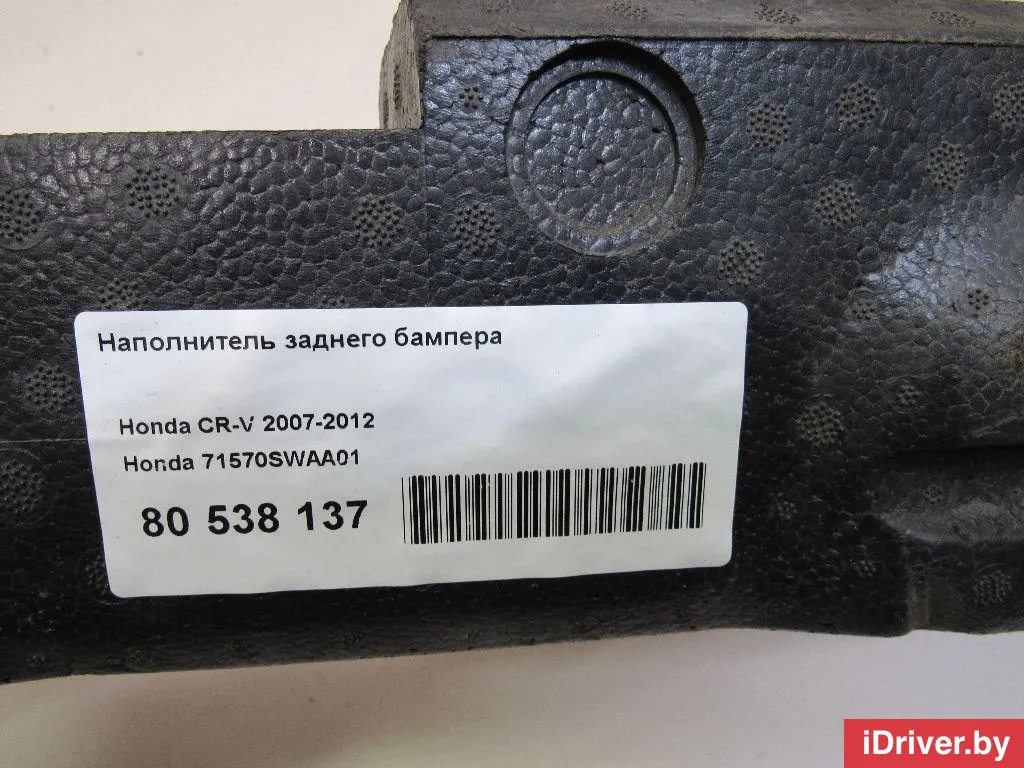 Наполнитель заднего бампера
Honda CR-V 2007-2012
Honda 71570SWAA01
80 538 137
iDriver.by